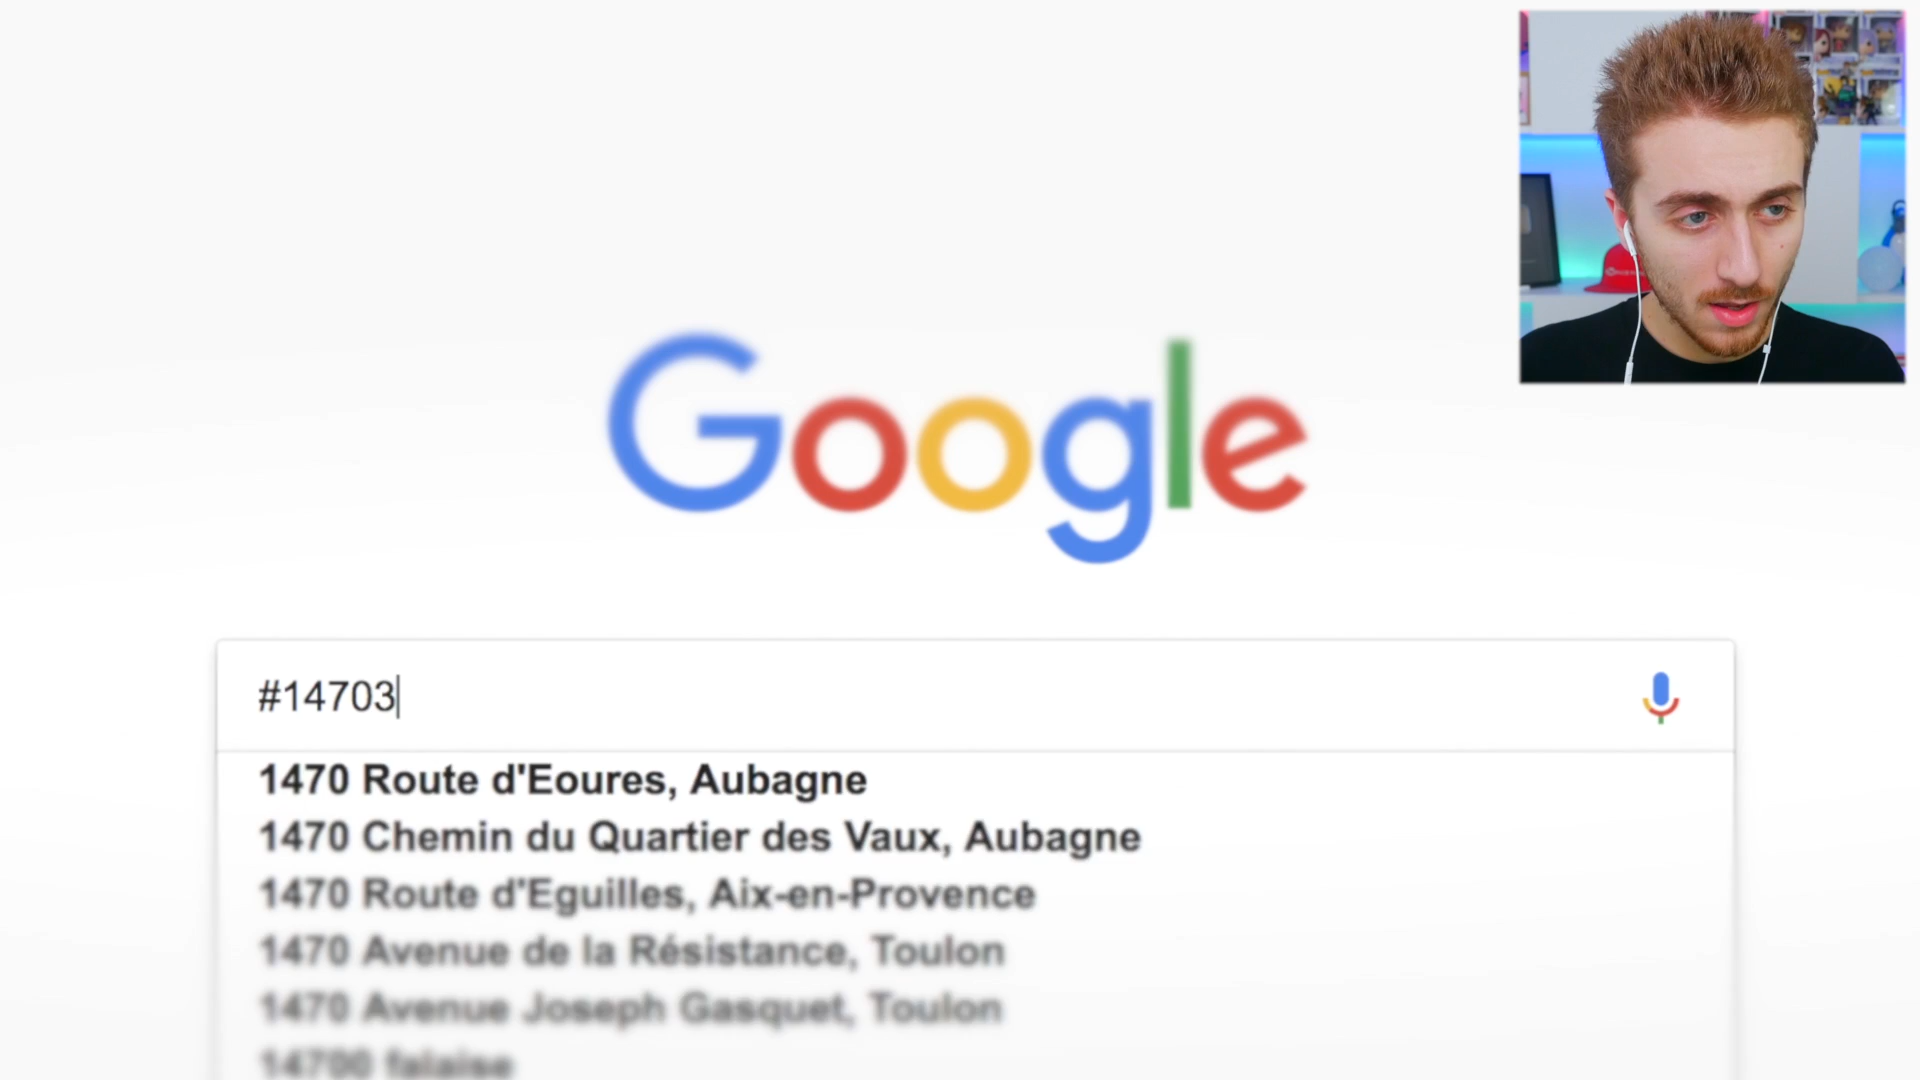 Google
#14703
1470 Route d'Eoures, Aubagne
1470 Chemin du Quartier des Vaux, Aubagne
1470 Route d'Eguilles, Aix-en-Provence
1470 Avenue de la Résistance, Toulon
1470 Avenue Joseph Gasquet, Toulon
14700 falaise